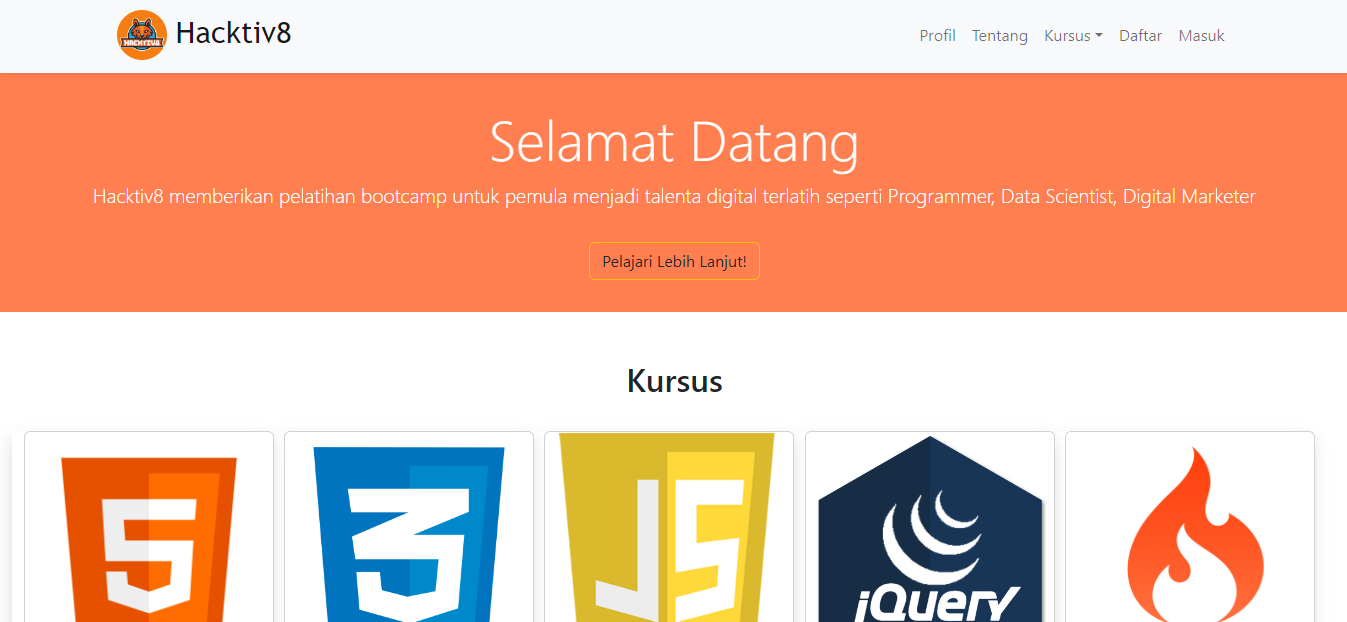 HACKTIV8
Hacktiv8
Profil Tentang Kursus Daftar Masuk
Selamat Datang
Hacktiv8 memberikan pelatihan bootcamp untuk pemula menjadi talenta digital terlatih seperti Programmer, Data Scientist, Digital Marketer
Pelajari Lebih Lanjut!
Kursus
5
3
JS
jQuery